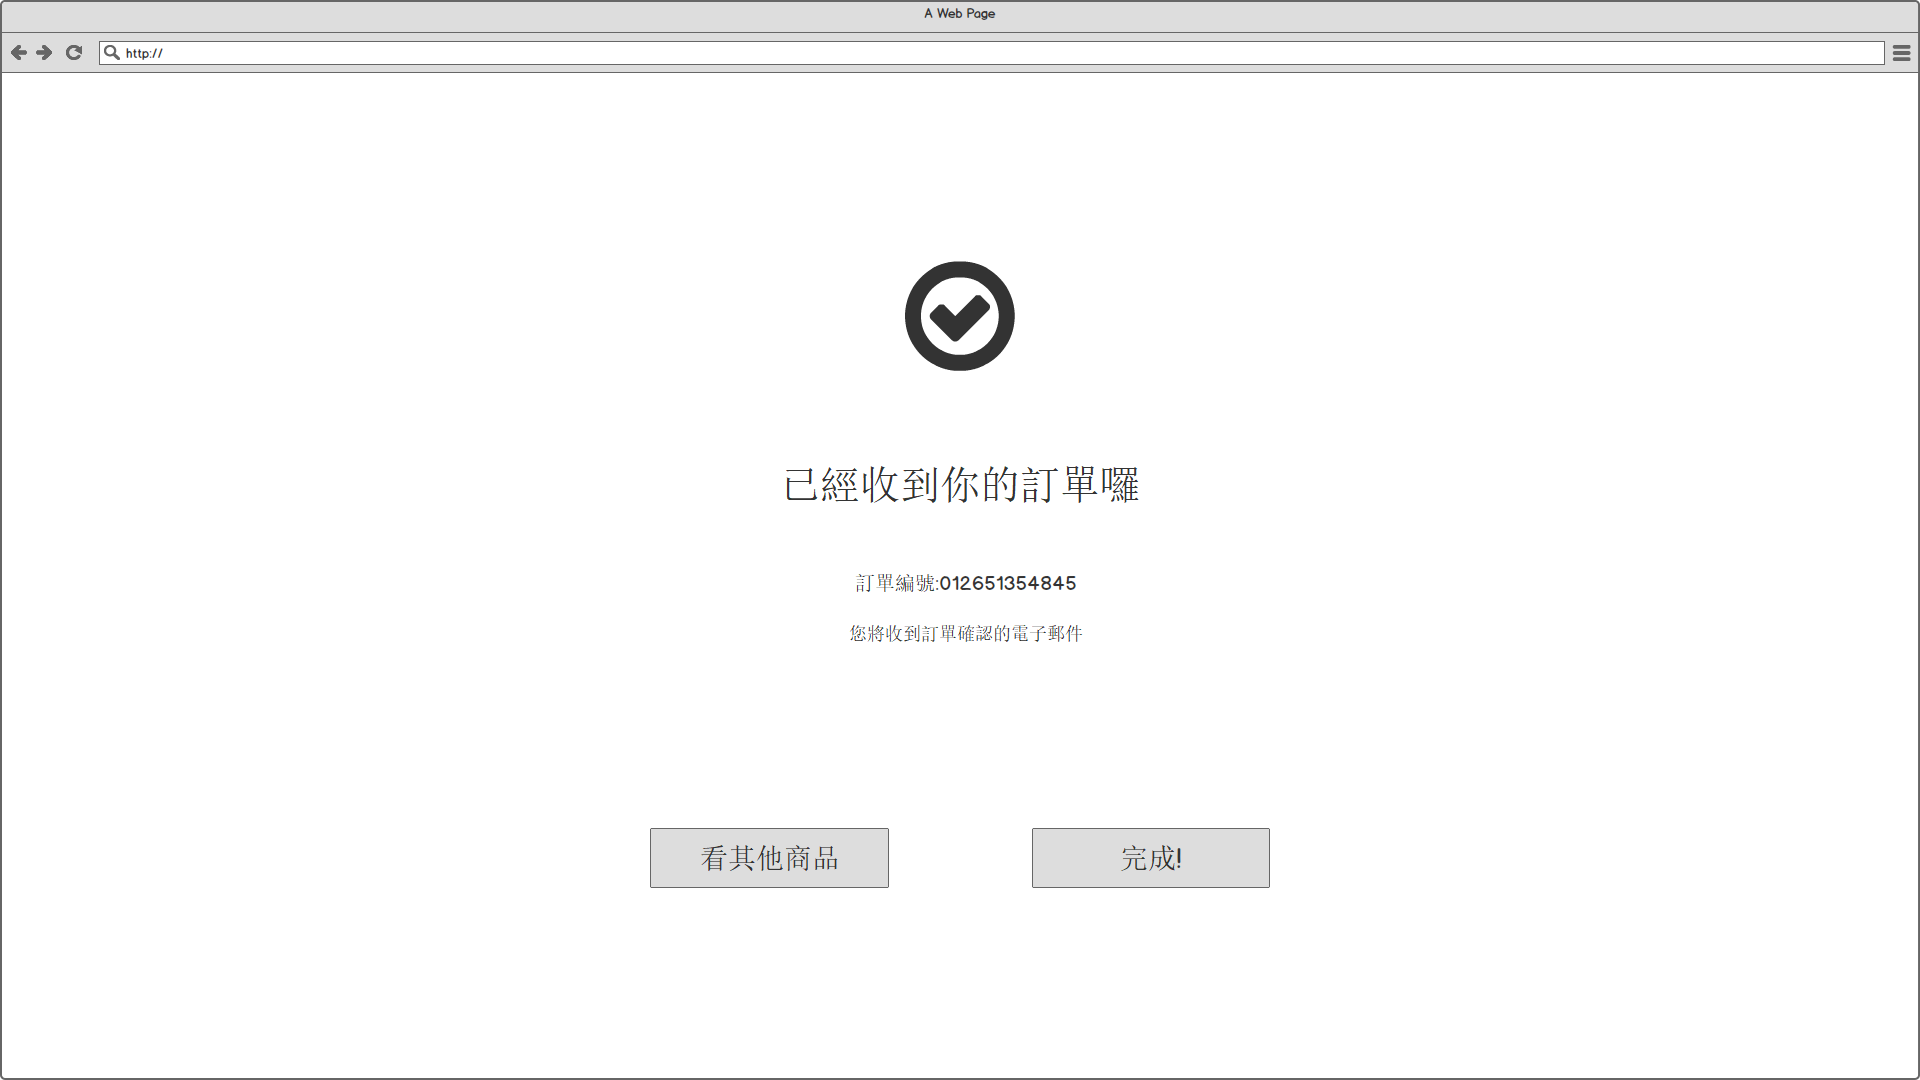 A Web Page
http://
已經收到你的訂單囉
訂單編號:012651354845
您將收到訂單確認的電子郵件
看其他商品
完成!